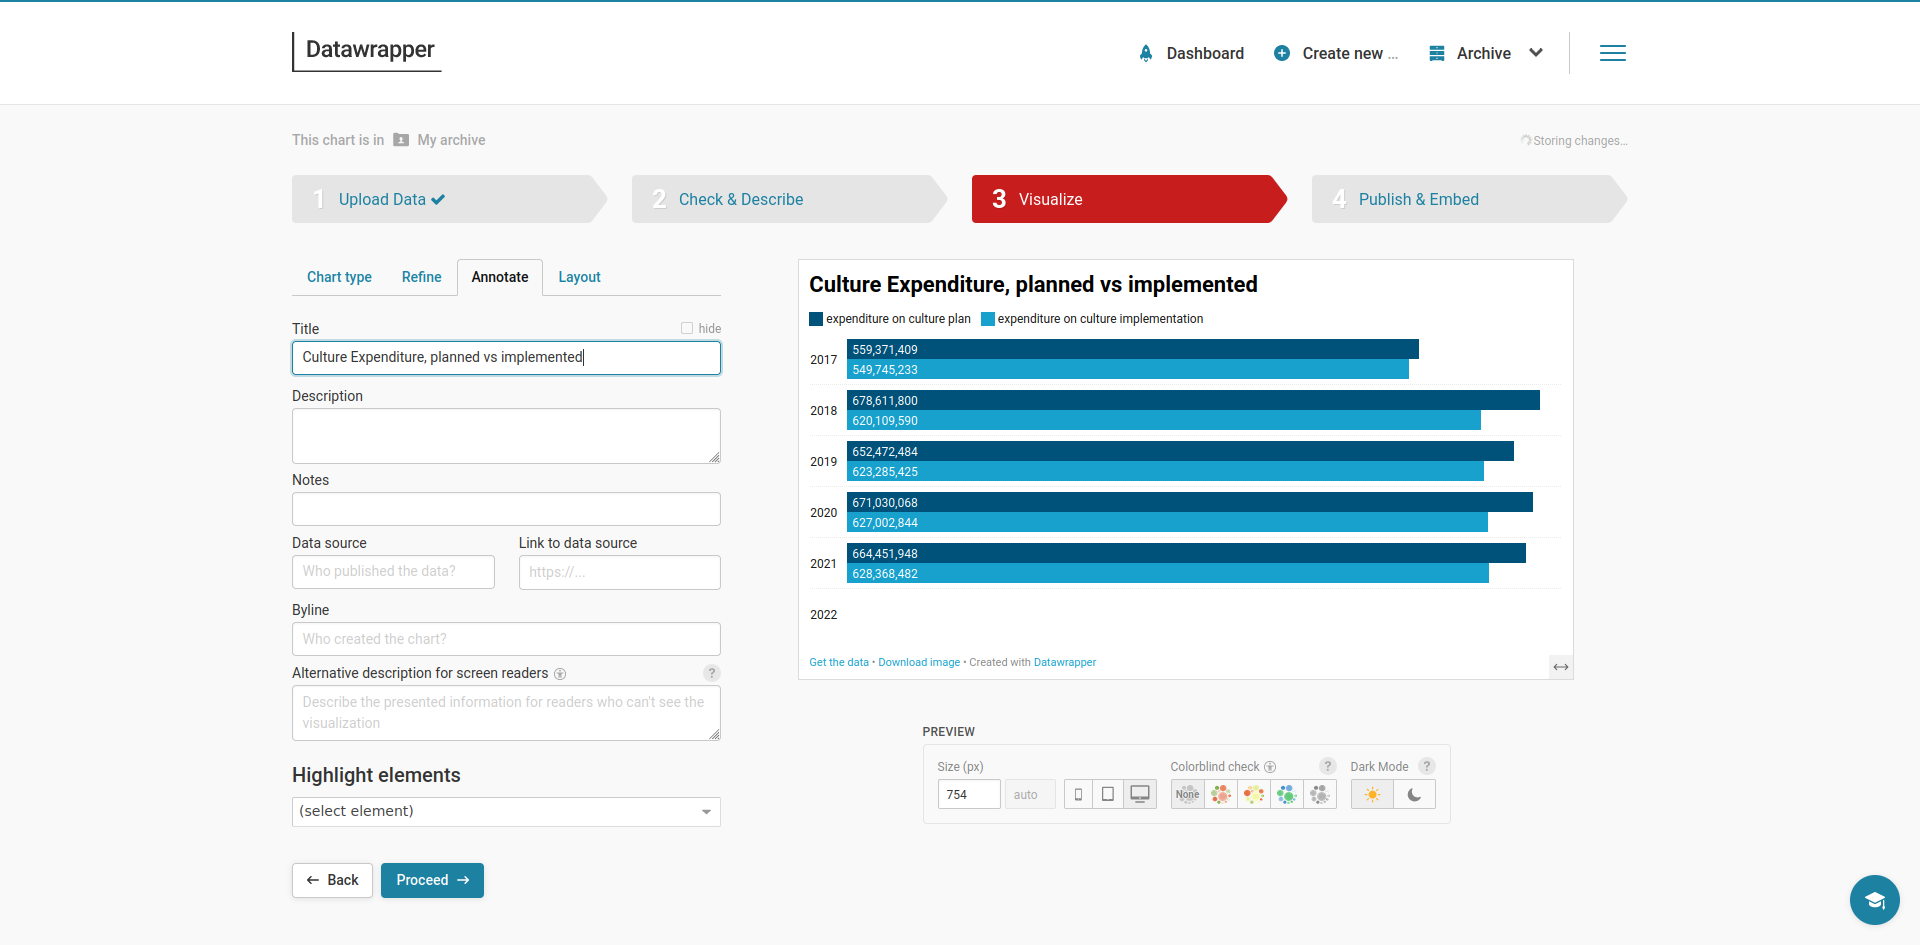 Datawrapper
Dashboard
Create new ...
Archive
This chart is in My archive
Storing changes...
1 Upload Data
2 Check & Describe
3 Visualize
4 Publish & Embed
Chart type
Refine
Annotate
Layout
Title
hide
Culture Expenditure, planned vs implemented
Description
Notes
Data source
Link to data source
Who published the data?
https://...
Byline
Who created the chart?
Alternative description for screen readers
?
Describe the presented information for readers who can't see the
visualization
Highlight elements
(select element)
Back
Proceed
Culture Expenditure, planned vs implemented
expenditure on culture plan
expenditure on culture implementation
2017
559,371,409
549,745,233
2018
678,611,800
620,109,590
2019
652,472,484
623,285,425
2020
671,030,068
627,002,844
2021
664,451,948
628,368,482
2022
Get the data • Download image • Created with Datawrapper
PREVIEW
Size (px)
Colorblind check
?
Dark Mode
?
754
auto
None